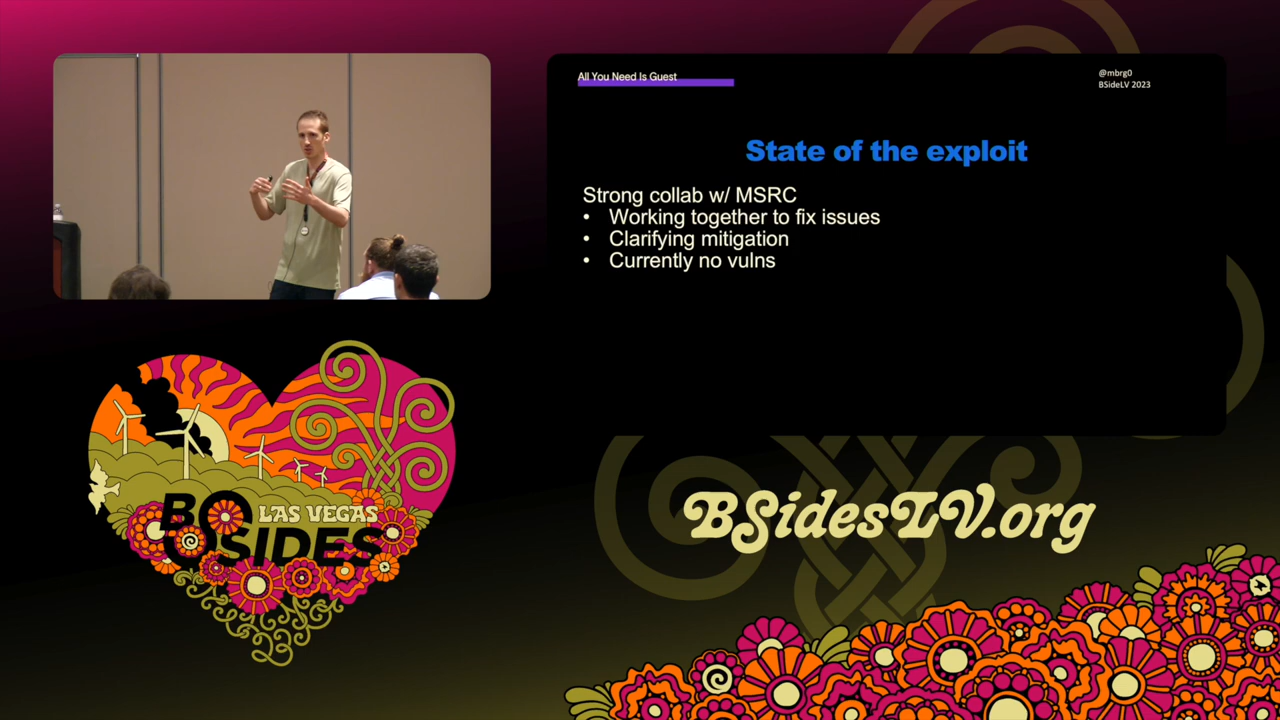 All You Need Is Guest
@mbrg0
BSideLV 2023
State of the exploit
Strong collab w/ MSRC
• Working together to fix issues
• Clarifying mitigation
• Currently no vulns
LAS VEGAS
BSIDES
BSidesLV.org